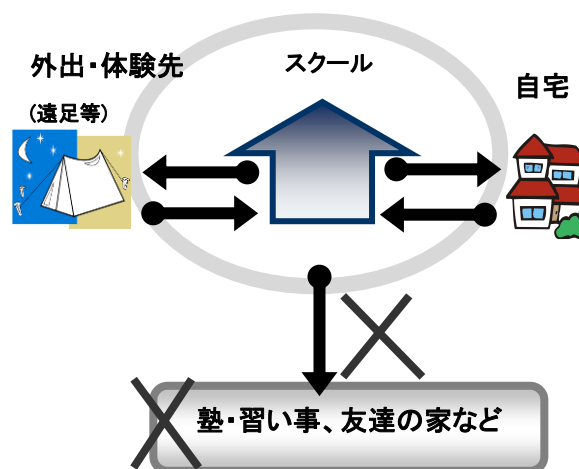 スクール
外出・体験先
(遠足等)
自宅
塾・習い事、友達の家など